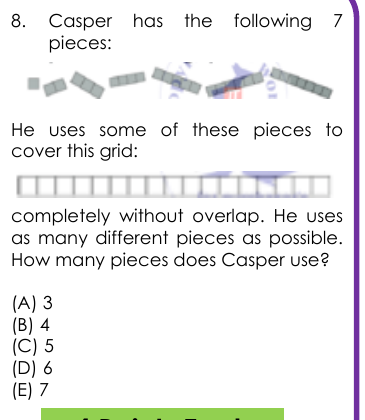 8. Casper has the following 7
pieces:
He uses some of these pieces to
cover this grid:
completely without overlap. He uses
as many different pieces as possible.
How many pieces does Casper use?
(A) 3
(B) 4
(C) 5
(D) 6
(E) 7